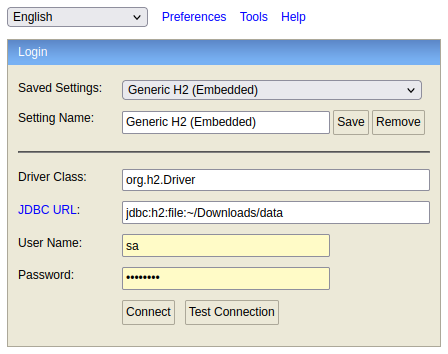 English Preferences Tools Help
Login
Saved Settings: Generic H2 (Embedded)
Setting Name: Generic H2 (Embedded) Save Remove
Driver Class: org.h2.Driver
JDBC URL: jdbc:h2:file:~/Downloads/data
User Name: sa
Password: ••••••••
Connect Test Connection